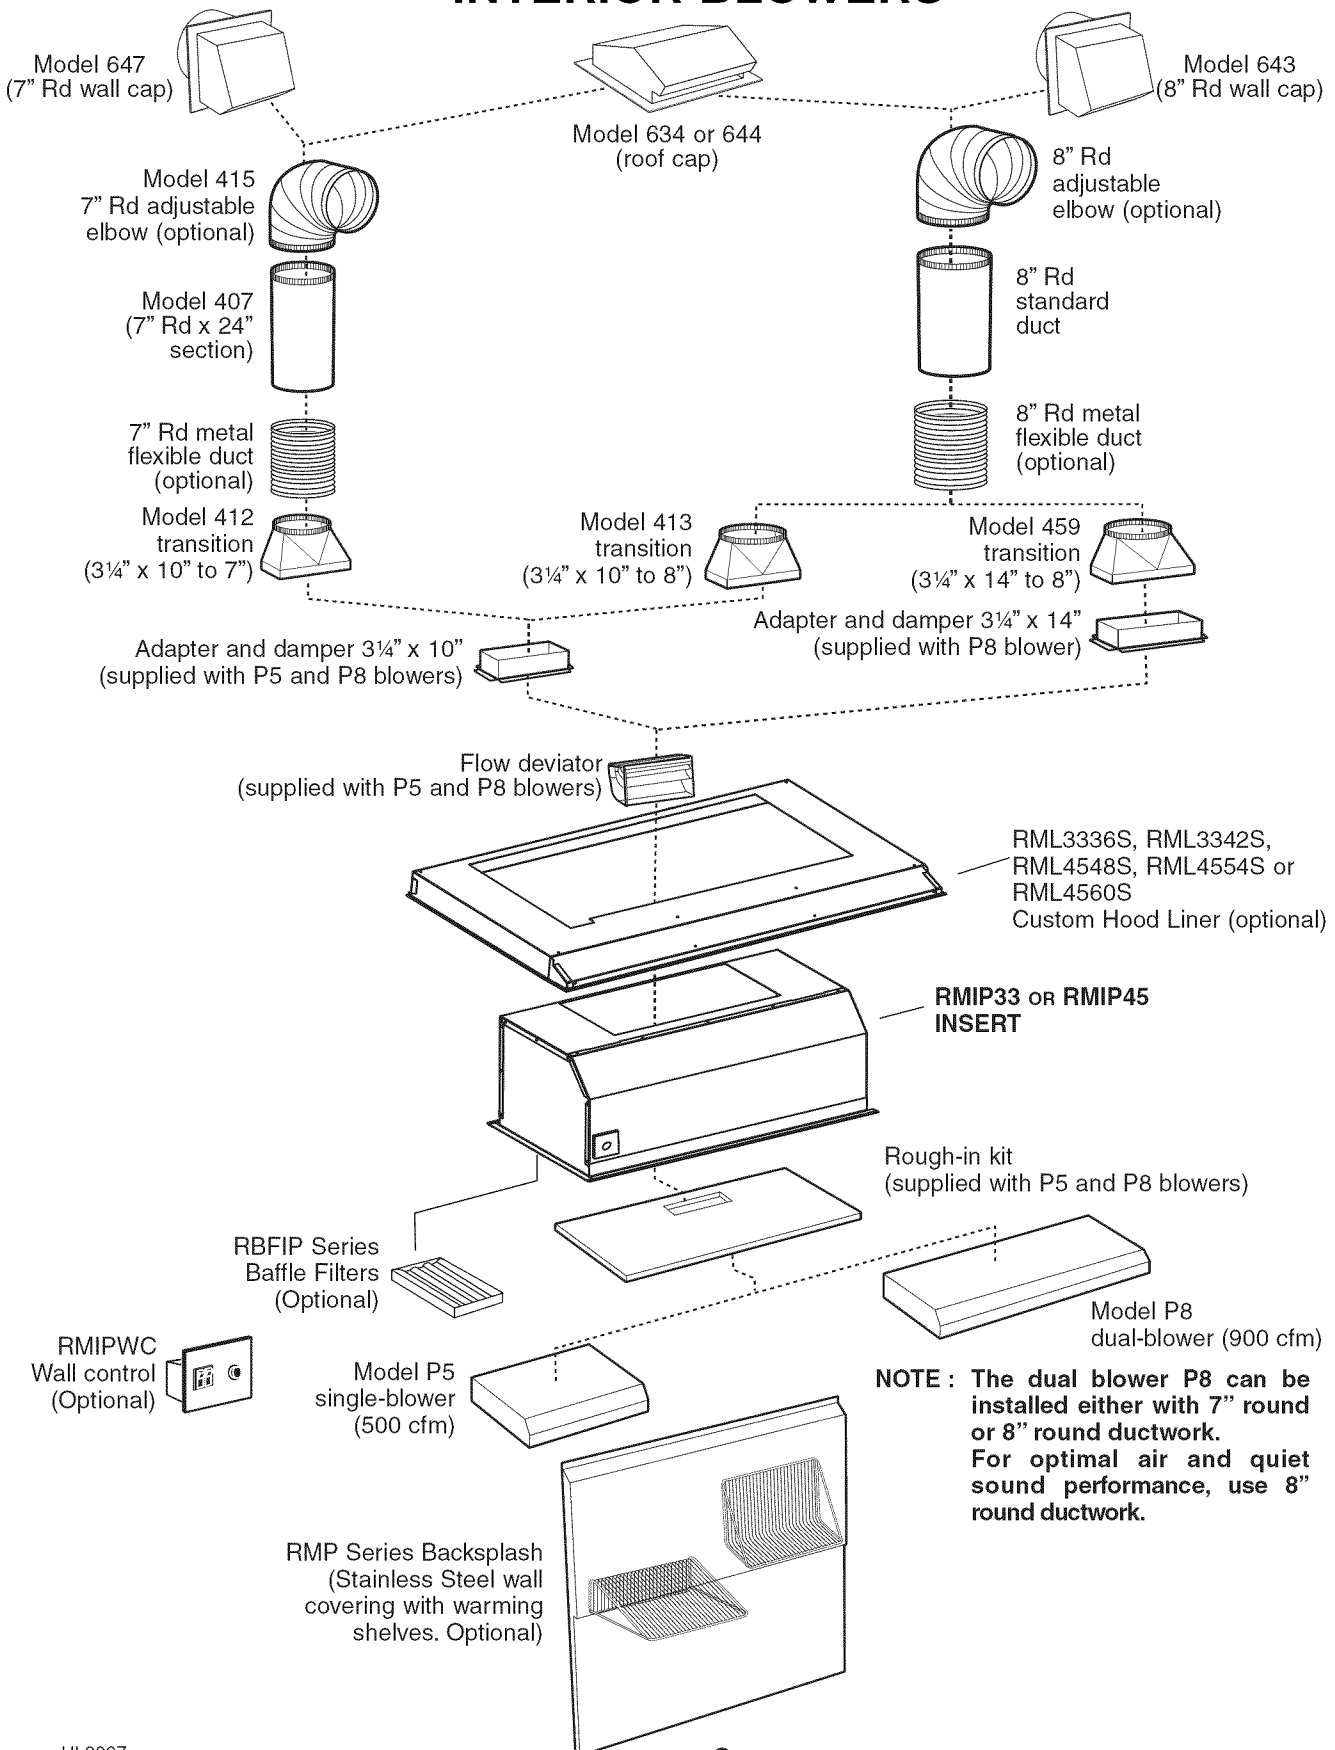 INTERIOR BLOWERS
Model 647
(7” Rd wall cap)
Model 634 or 644
(roof cap)
Model 643
(8” Rd wall cap)
Model 415
7” Rd adjustable
elbow (optional)
8” Rd
adjustable
elbow (optional)
Model 407
(7” Rd x 24”
section)
8” Rd
standard
duct
7” Rd metal
flexible duct
(optional)
8” Rd metal
flexible duct
(optional)
Model 412
transition
(3¼” x 10” to 7”)
Model 413
transition
(3¼” x 10” to 8”)
Model 459
transition
(3¼” x 14” to 8”)
Adapter and damper 3¼” x 10”
(supplied with P5 and P8 blowers)
Adapter and damper 3¼” x 14”
(supplied with P8 blower)
Flow deviator
(supplied with P5 and P8 blowers)
RML3336S, RML3342S,
RML4548S, RML4554S or
RML4560S
Custom Hood Liner (optional)
RMIP33 OR RMIP45
INSERT
Rough-in kit
(supplied with P5 and P8 blowers)
RBFIP Series
Baffle Filters
(Optional)
Model P8
dual-blower (900 cfm)
RMIPWC
Wall control
(Optional)
Model P5
single-blower
(500 cfm)
NOTE : The dual blower P8 can be
installed either with 7” round
or 8” round ductwork.
For optimal air and quiet
sound performance, use 8”
round ductwork.
RMP Series Backsplash
(Stainless Steel wall
covering with warming
shelves. Optional)